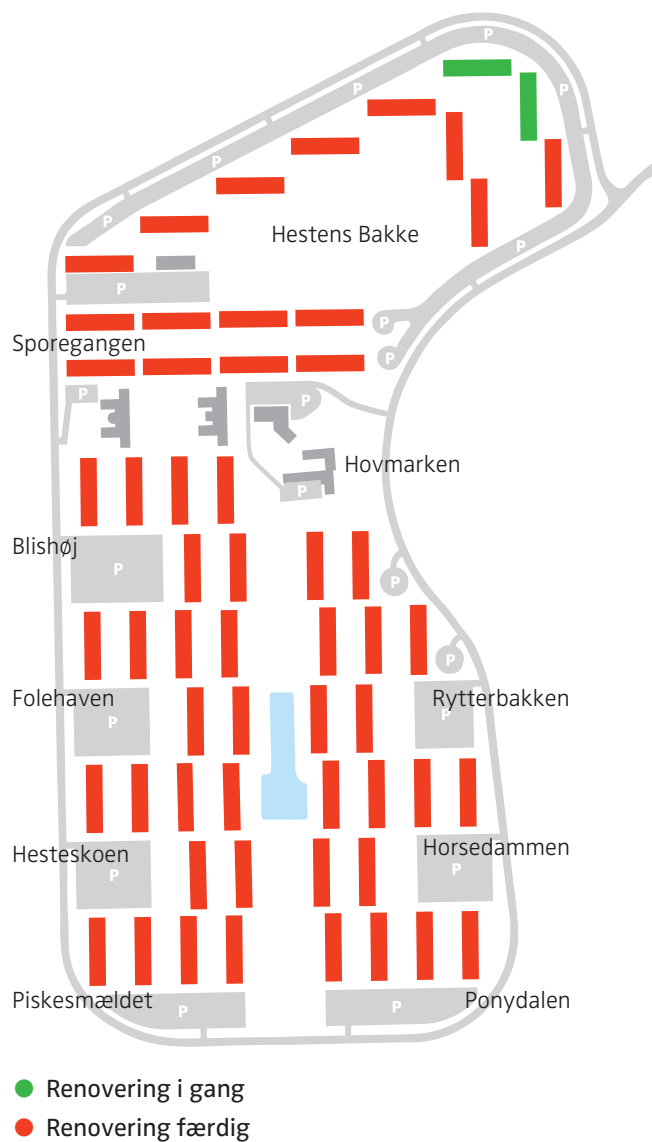 P
P
P
P
P
P
Hestens Bakke
P
P
P
Sporegangen
P
P
P
Hovmarken
P
Blishøj
P
P
P
Folehaven
P
Rytterbakken
P
Hesteskoen
P
Horsedammen
P
Piskesmældet
P
P
Ponydalen
Renovering i gang
Renovering færdig